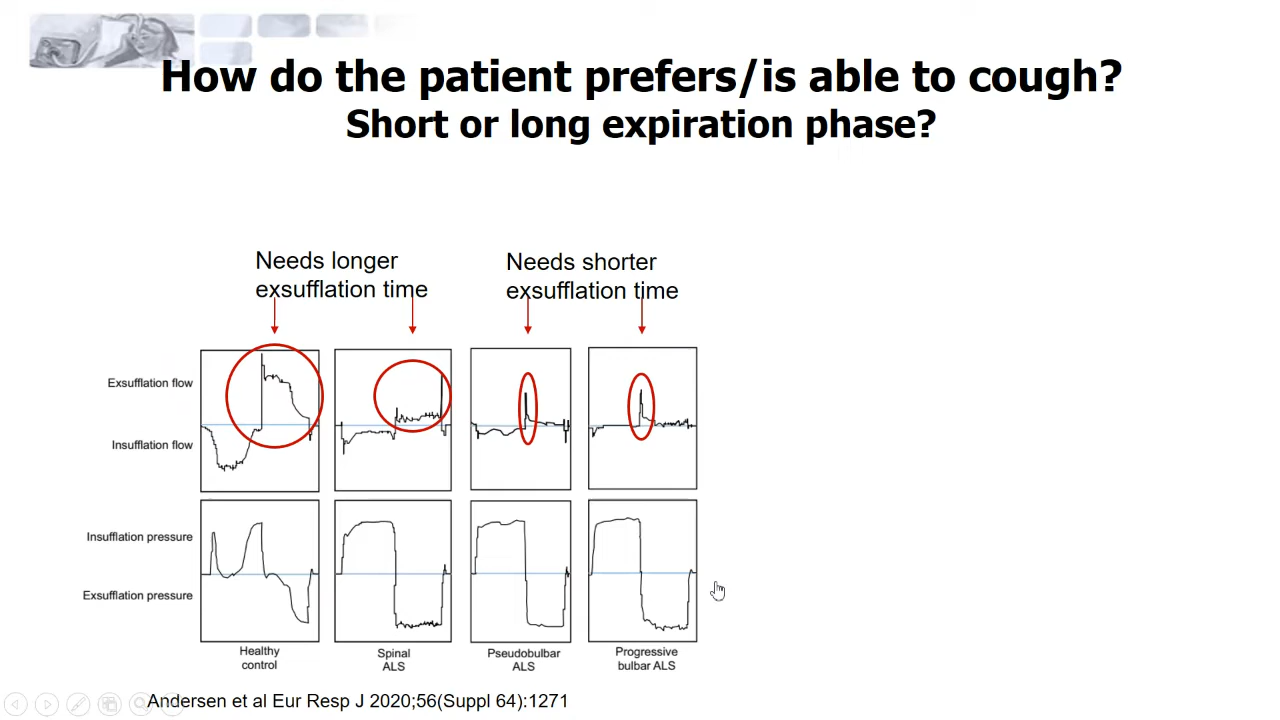 How do the patient prefers/is able to cough?
Short or long expiration phase?
Needs longer
exsufflation time
Needs shorter
exsufflation time
Exsufflation flow
Insufflation flow
Insufflation pressure
Exsufflation pressure
Healthy
control
Spinal
ALS
Pseudobulbar
ALS
Progressive
bulbar ALS
Andersen et al Eur Resp J 2020;56(Suppl 64):1271